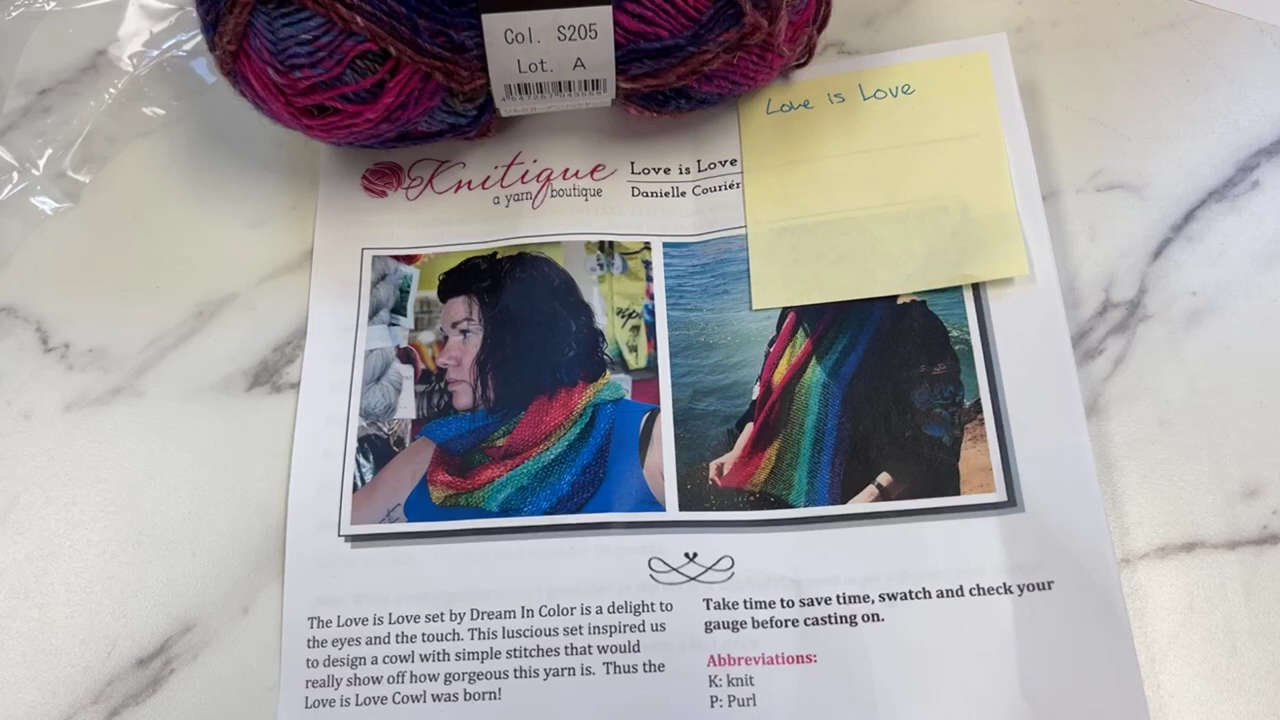 Col. S205
Lot. A
Love is Love
Knitique
a yarn boutique
Love is Love
Danielle Couriér
The Love is Love set by Dream In Color is a delight to
the eyes and the touch. This luscious set inspired us
to design a cowl with simple stitches that would
really show off how gorgeous this yarn is.  Thus the
Love is Love Cowl was born!
Take time to save time, swatch and check your
gauge before casting on.
Abbreviations:
K: knit
P: Purl